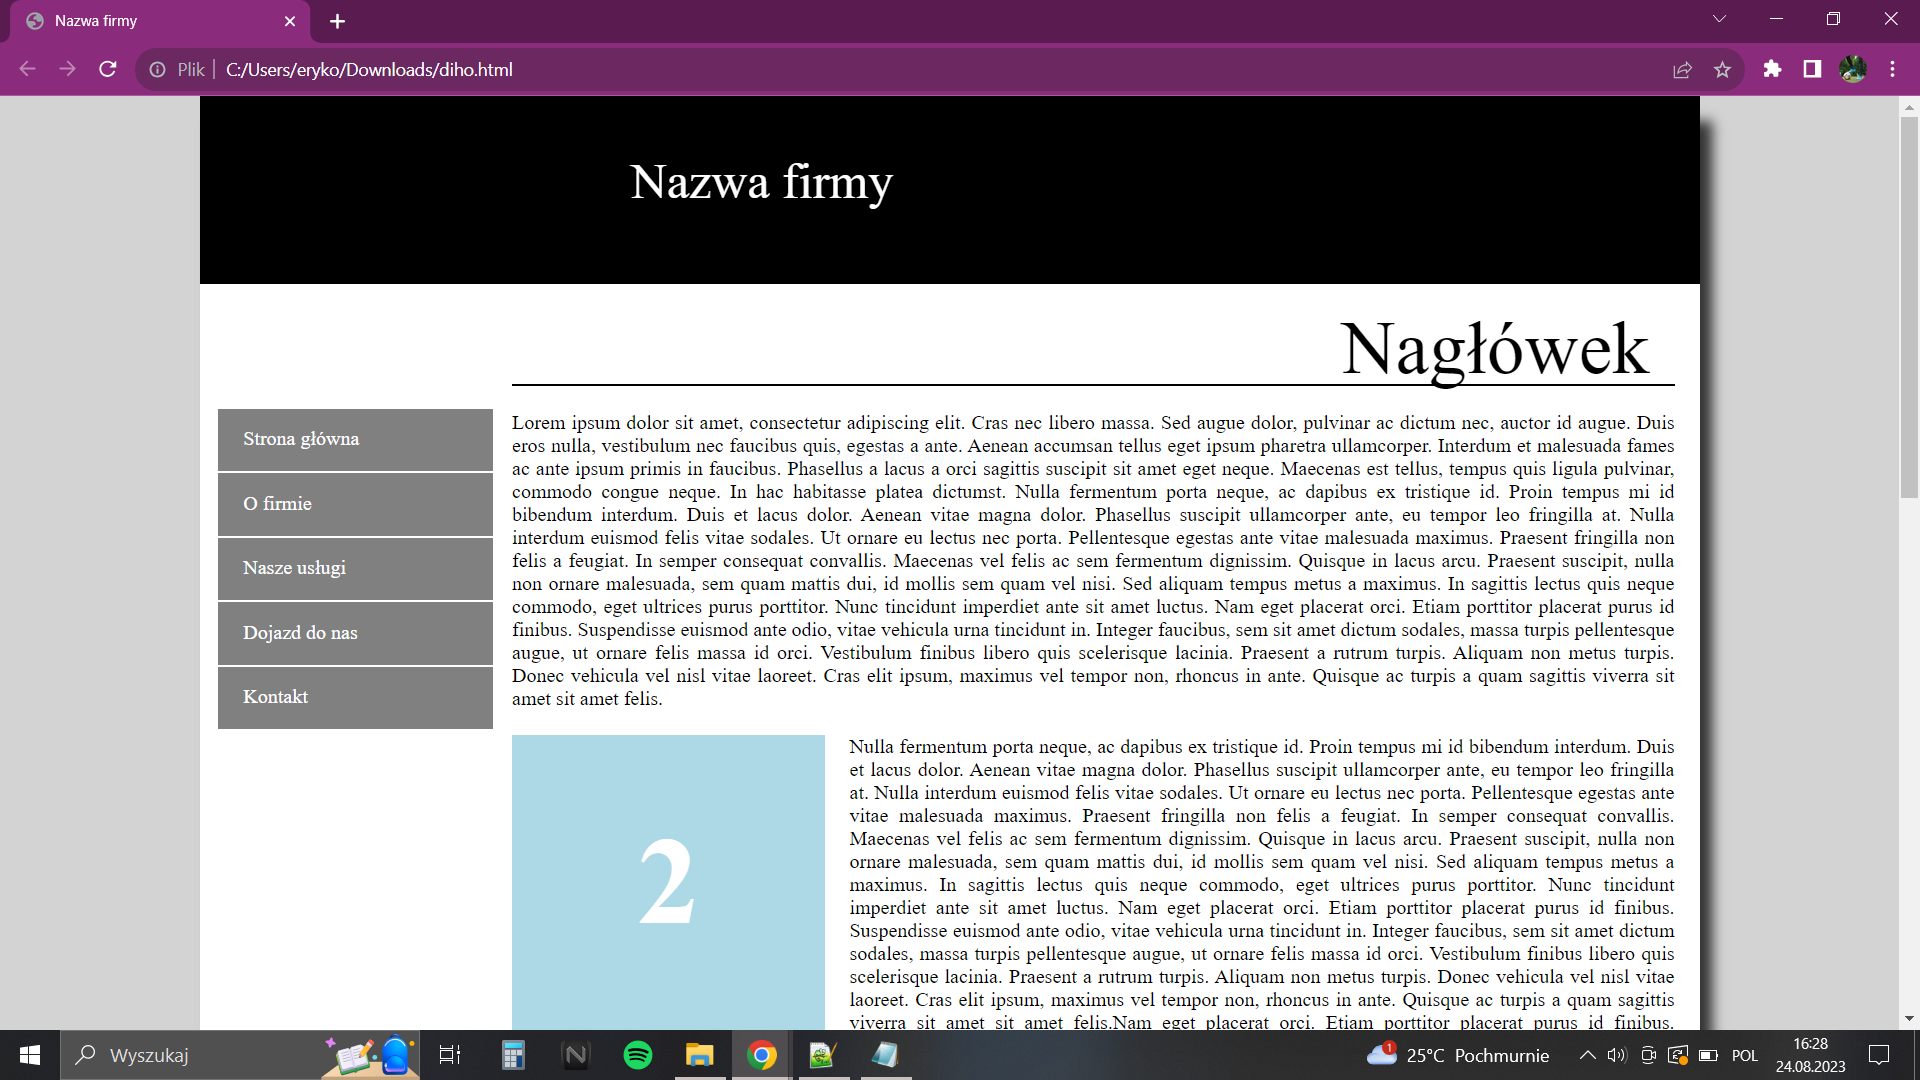 Nazwa firmy
Plik
C:/Users/eryko/Downloads/diho.html
Nazwa firmy
Nagłówek
Strona główna
O firmie
Nasze usługi
Dojazd do nas
Kontakt
Lorem ipsum dolor sit amet, consectetur adipiscing elit. Cras nec libero massa. Sed augue dolor, pulvinar ac dictum nec, auctor id augue. Duis
eros nulla, vestibulum nec faucibus quis, egestas a ante. Aenean accumsan tellus eget ipsum pharetra ullamcorper. Interdum et malesuada fames
ac ante ipsum primis in faucibus. Phasellus a lacus a orci sagittis suscipit sit amet eget neque. Maecenas est tellus, tempus quis ligula pulvinar,
commodo congue neque. In hac habitasse platea dictumst. Nulla fermentum porta neque, ac dapibus ex tristique id. Proin tempus mi id
bibendum interdum. Duis et lacus dolor. Aenean vitae magna dolor. Phasellus suscipit ullamcorper ante, eu tempor leo fringilla at. Nulla
interdum euismod felis vitae sodales. Ut ornare eu lectus nec porta. Pellentesque egestas ante vitae malesuada maximus. Praesent fringilla non
felis a feugiat. In semper consequat convallis. Maecenas vel felis ac sem fermentum dignissim. Quisque in lacus arcu. Praesent suscipit, nulla
non ornare malesuada, sem quam mattis dui, id mollis sem quam vel nisi. Sed aliquam tempus metus a maximus. In sagittis lectus quis neque
commodo, eget ultrices purus porttitor. Nunc tincidunt imperdiet ante sit amet luctus. Nam eget placerat orci. Etiam porttitor placerat purus id
finibus. Suspendisse euismod ante odio, vitae vehicula urna tincidunt in. Integer faucibus, sem sit amet dictum sodales, massa turpis pellentesque
augue, ut ornare felis massa id orci. Vestibulum finibus libero quis scelerisque lacinia. Praesent a rutrum turpis. Aliquam non metus turpis.
Donec vehicula vel nisl vitae laoreet. Cras elit ipsum, maximus vel tempor non, rhoncus in ante. Quisque ac turpis a quam sagittis viverra sit
amet sit amet felis.
2
Nulla fermentum porta neque, ac dapibus ex tristique id. Proin tempus mi id bibendum interdum. Duis
et lacus dolor. Aenean vitae magna dolor. Phasellus suscipit ullamcorper ante, eu tempor leo fringilla
at. Nulla interdum euismod felis vitae sodales. Ut ornare eu lectus nec porta. Pellentesque egestas ante
vitae malesuada maximus. Praesent fringilla non felis a feugiat. In semper consequat convallis.
Maecenas vel felis ac sem fermentum dignissim. Quisque in lacus arcu. Praesent suscipit, nulla non
ornare malesuada, sem quam mattis dui, id mollis sem quam vel nisi. Sed aliquam tempus metus a
maximus. In sagittis lectus quis neque commodo, eget ultrices purus porttitor. Nunc tincidunt
imperdiet ante sit amet luctus. Nam eget placerat orci. Etiam porttitor placerat purus id finibus.
Suspendisse euismod ante odio, vitae vehicula urna tincidunt in. Integer faucibus, sem sit amet dictum
sodales, massa turpis pellentesque augue, ut ornare felis massa id orci. Vestibulum finibus libero quis
scelerisque lacinia. Praesent a rutrum turpis. Aliquam non metus turpis. Donec vehicula vel nisl vitae
laoreet. Cras elit ipsum, maximus vel tempor non, rhoncus in ante. Quisque ac turpis a quam sagittis
viverra sit amet sit amet felis.Nam eget placerat orci. Etiam porttitor placerat purus id finibus.
Wyszukaj
N
1
25°C Pochmurnie
POL
16:28
24.08.2023